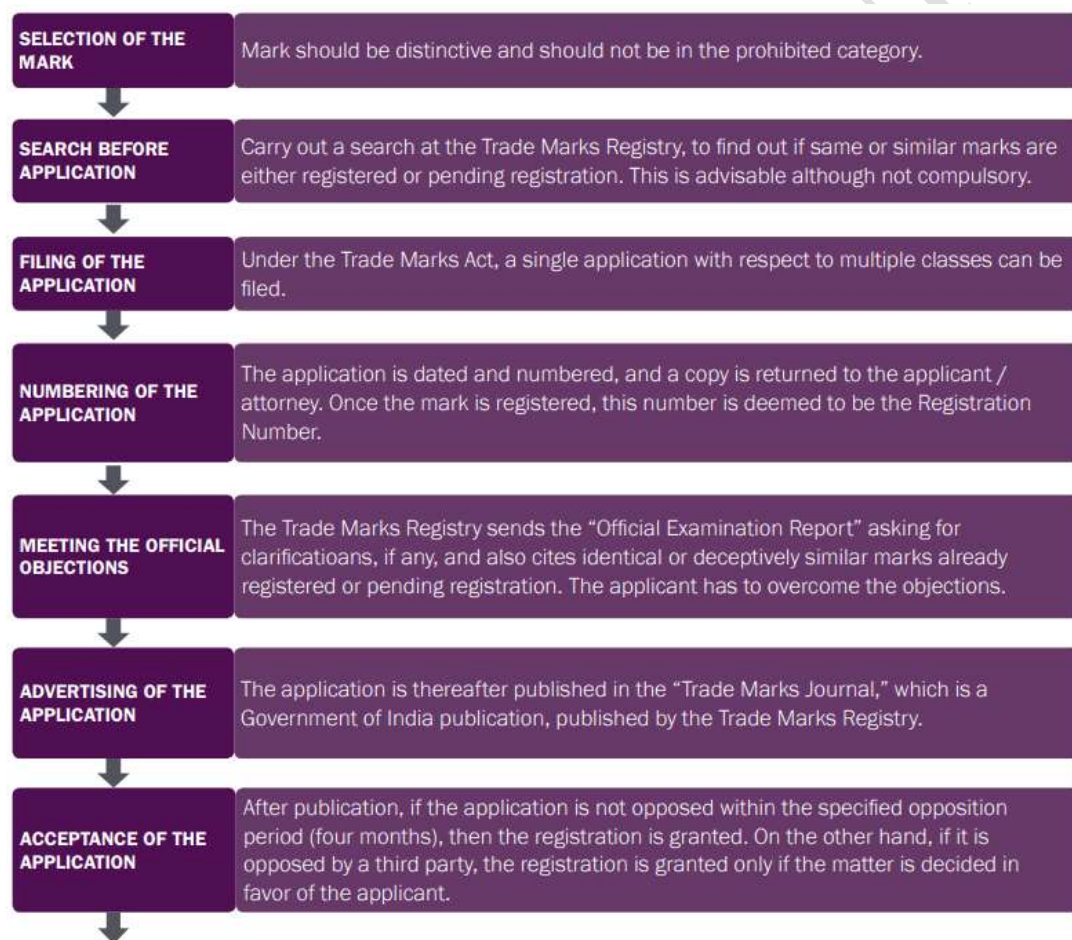 SELECTION OF THE
MARK
Mark should be distinctive and should not be in the prohibited category.
SEARCH BEFORE
APPLICATION
Carry out a search at the Trade Marks Registry, to find out if same or similar marks are
either registered or pending registration. This is advisable although not compulsory.
FILING OF THE
APPLICATION
Under the Trade Marks Act, a single application with respect to multiple classes can be
filed.
NUMBERING OF THE
APPLICATION
The application is dated and numbered, and a copy is returned to the applicant /
attorney. Once the mark is registered, this number is deemed to be the Registration
Number.
MEETING THE OFFICIAL
OBJECTIONS
The Trade Marks Registry sends the “Official Examination Report” asking for
clarificatioans, if any, and also cites identical or deceptively similar marks already
registered or pending registration. The applicant has to overcome the objections.
ADVERTISING OF THE
APPLICATION
The application is thereafter published in the “Trade Marks Journal,” which is a
Government of India publication, published by the Trade Marks Registry.
ACCEPTANCE OF THE
APPLICATION
After publication, if the application is not opposed within the specified opposition
period (four months), then the registration is granted. On the other hand, if it is
opposed by a third party, the registration is granted only if the matter is decided in
favor of the applicant.